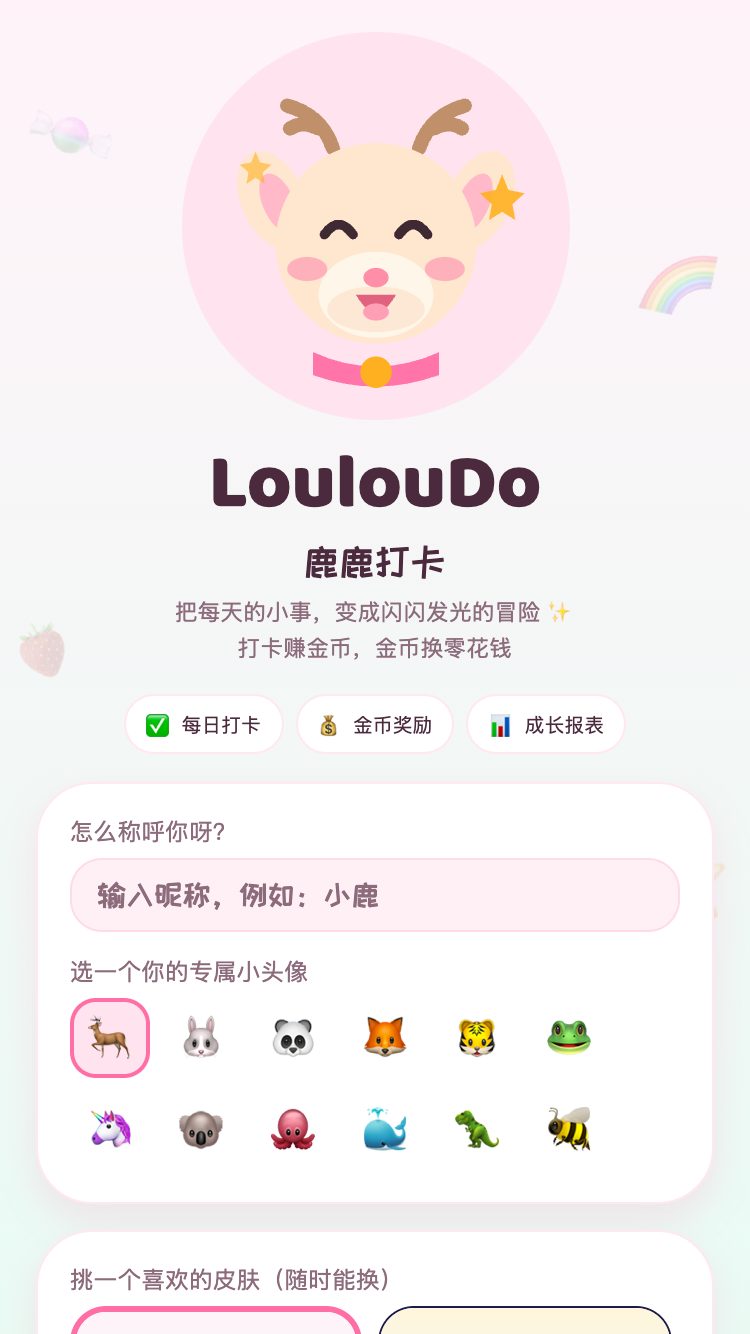 LoulouDo
鹿鹿打卡
把每天的小事，变成闪闪发光的冒险 ✨
打卡赚金币，金币换零花钱
✅ 每日打卡
💰 金币奖励
📊 成长报表
怎么称呼你呀?
输入昵称，例如：小鹿
选一个你的专属小头像
挑一个喜欢的皮肤（随时能换）